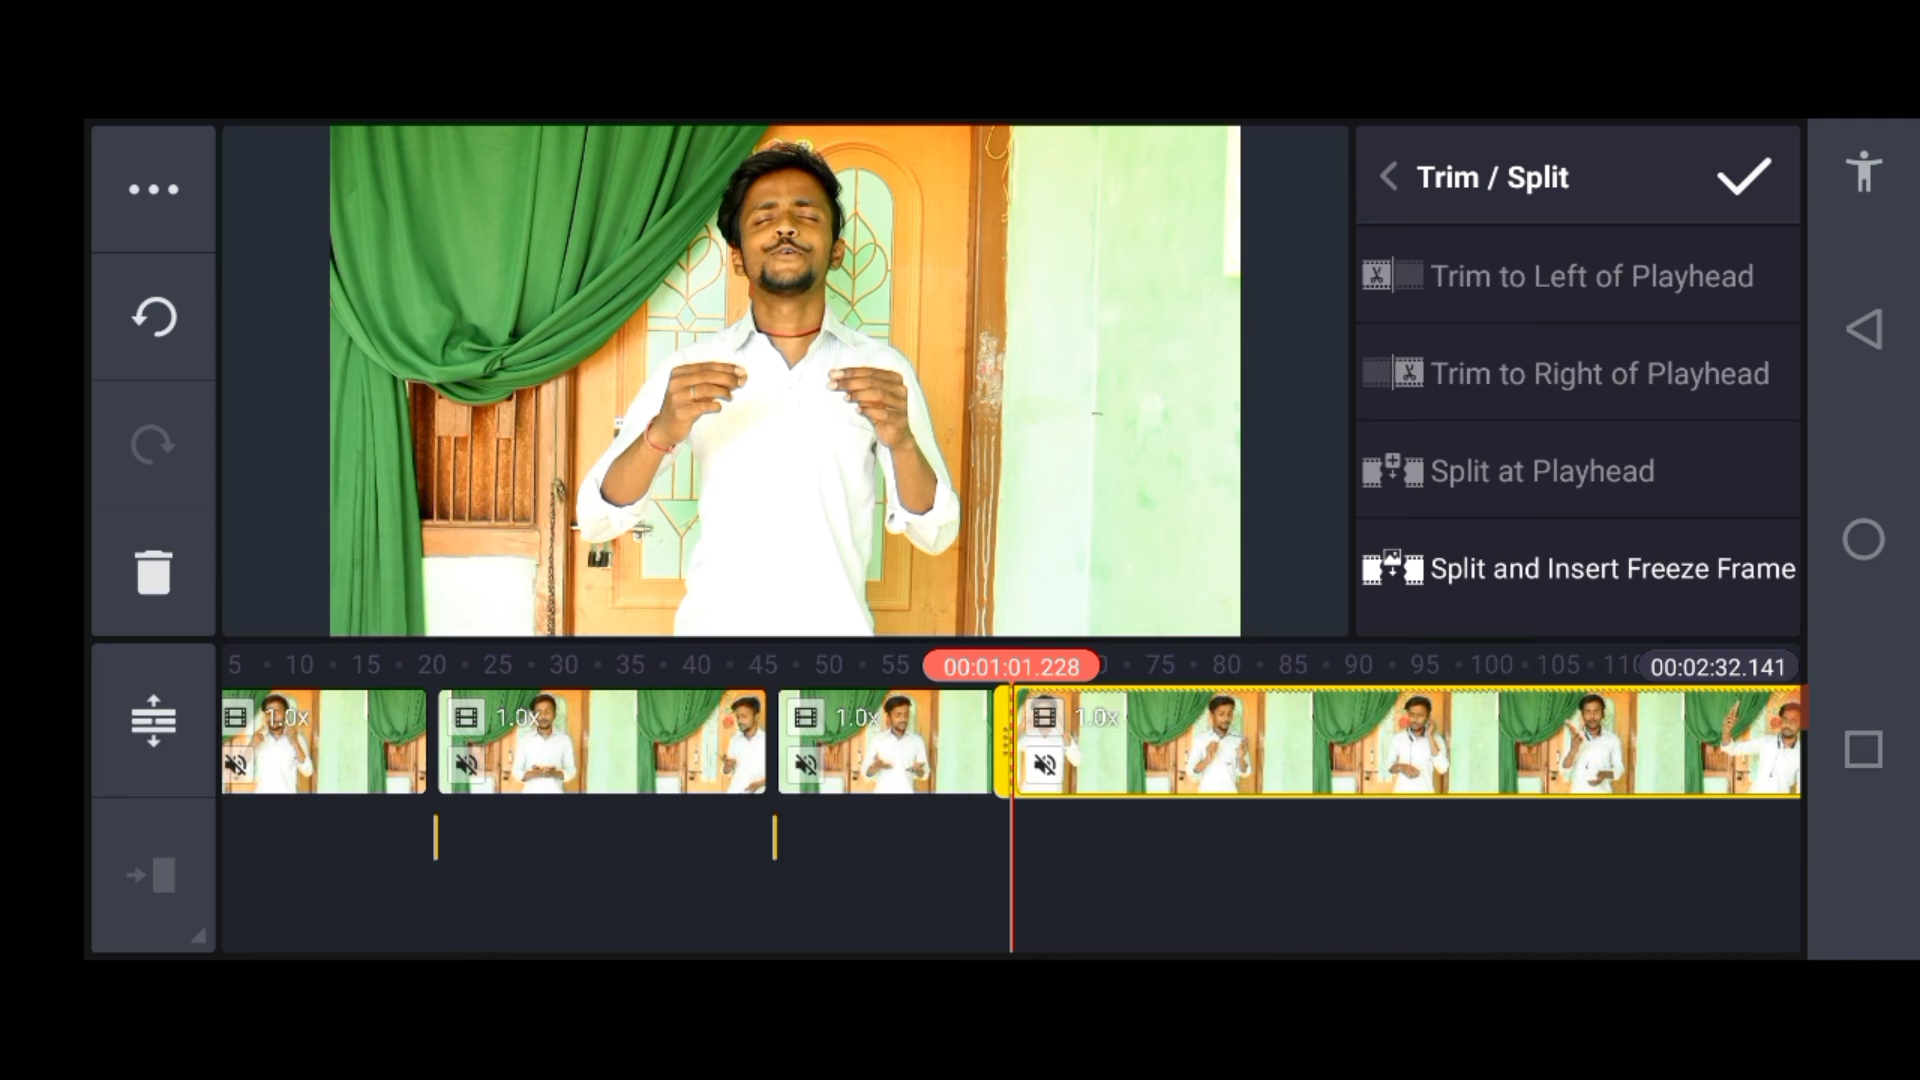 Trim / Split
Trim to Left of Playhead
Trim to Right of Playhead
Split at Playhead
Split and Insert Freeze Frame
5 10 15 20 25 30 35 40 45 50 55 00:01:01.228 75 80 85 90 95 100 105 00:02:32.141
1.0x 1.0x 1.0x 1.0x